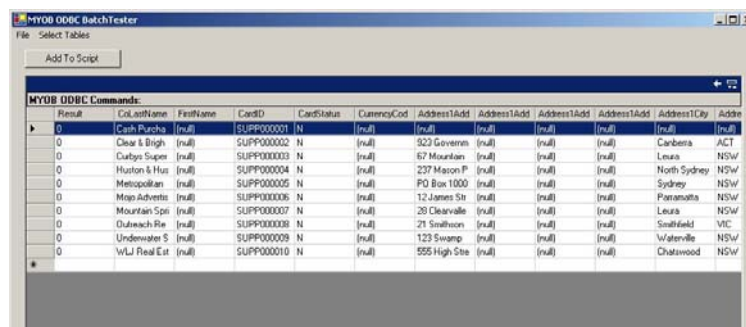 MYOB ODBC BatchTester
File Select Tables
Add To Script
MYOB ODBC Commands:
Result CoLastName FirstName CardID CardStatus CurrencyCod Address1Add Address1Add Address1Add Address1Add Address1City Addre
0 Cash Purcha (null) SUPP000001 N (null) (null) (null) (null) (null) (null) (null)
0 Clear & Brigh (null) SUPP000002 N (null) 923 Governm (null) (null) (null) Canberra ACT
0 Curbys Super (null) SUPP000003 N (null) 67 Mountain (null) (null) (null) Leura NSW
0 Huston & Hus (null) SUPP000004 N (null) 237 Mason P (null) (null) (null) North Sydney NSW
0 Metropolitan (null) SUPP000005 N (null) PO Box 1000 (null) (null) (null) Sydney NSW
0 Mojo Advertis (null) SUPP000006 N (null) 12 James Str (null) (null) (null) Parramatta NSW
0 Mountain Spri (null) SUPP000007 N (null) 28 Clearvalle (null) (null) (null) Leura NSW
0 Outreach Re (null) SUPP000008 N (null) 21 Smithson (null) (null) (null) Smithfield VIC
0 Underwater S (null) SUPP000009 N (null) 123 Swamp (null) (null) (null) Waterville NSW
0 WLJ Real Est (null) SUPP000010 N (null) 555 High Stre (null) (null) (null) Chatswood NSW